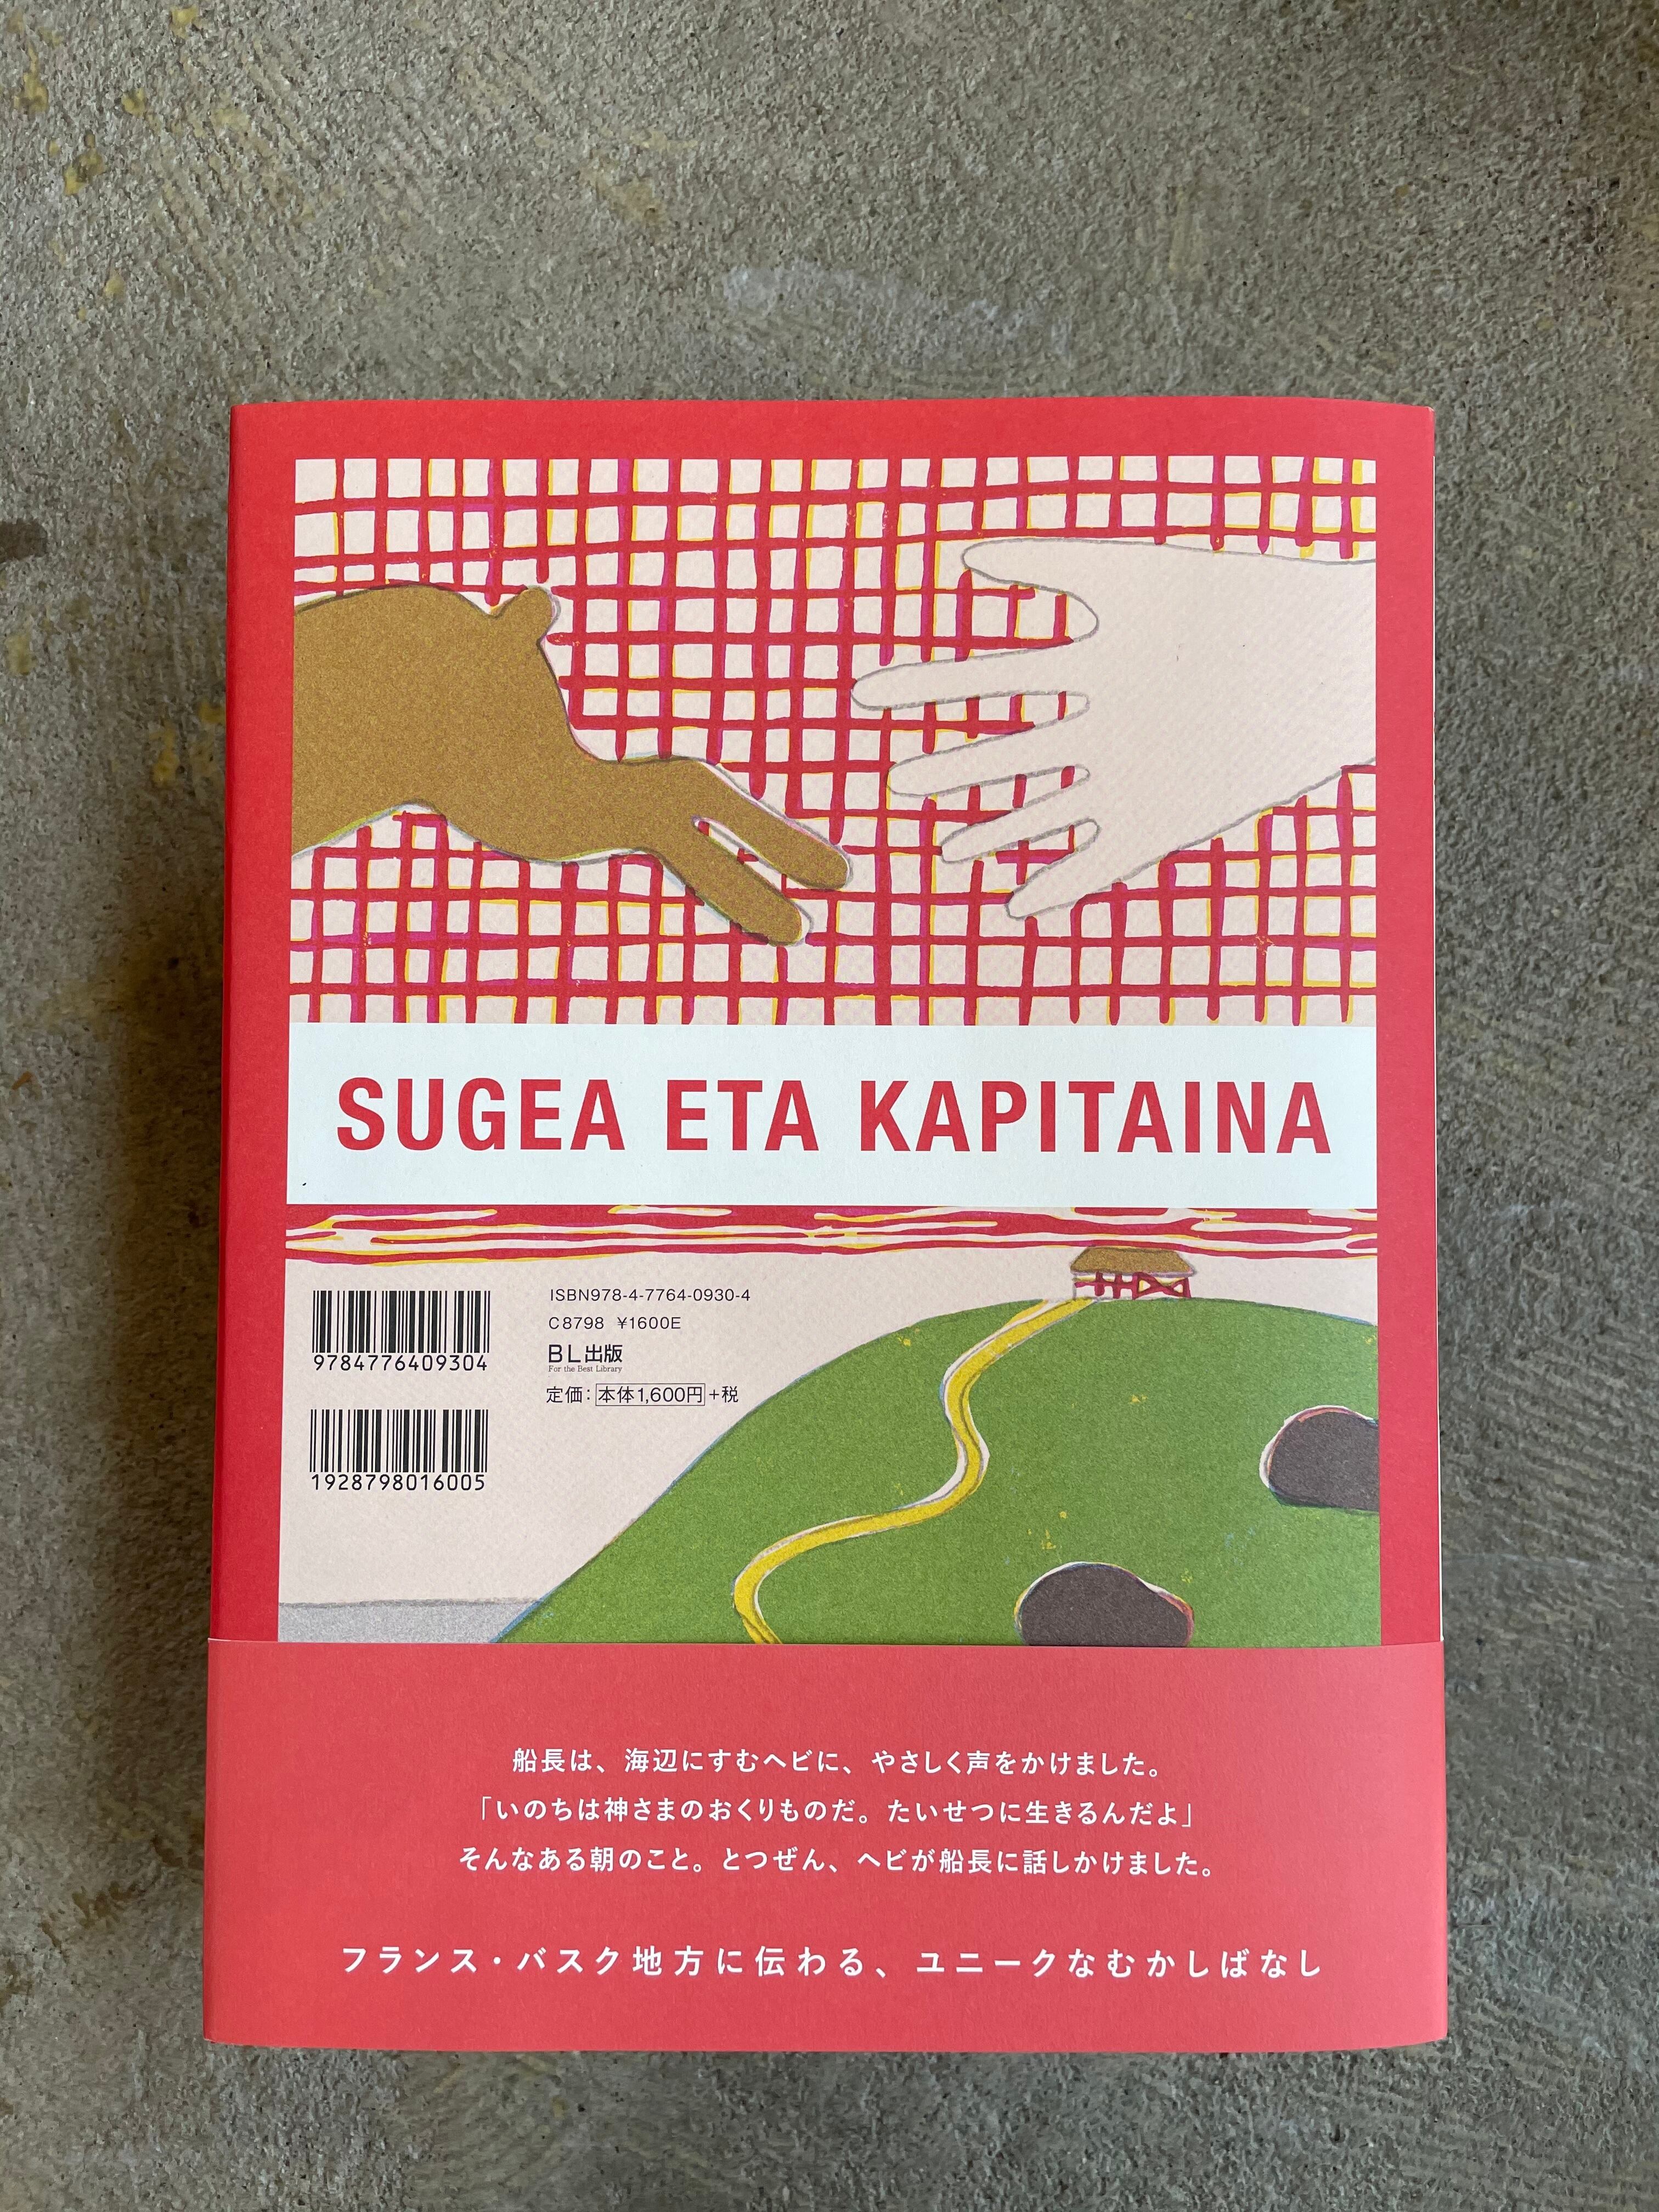 SUGEA ETA KAPITAINA
9784776409304
1928798016005
ISBN978-4-7764-0930-4
C8798 ¥1600E
BL出版
For the Best Library
定価：本体1,600円+税
船長は、海辺にすむヘビに、やさしく声をかけました。
「いのちは神さまのおくりものだ。たいせつに生きるんだよ」
そんなある朝のこと。とつぜん、ヘビが船長に話しかけました。
フランス・バスク地方に伝わる、ユニークなむかしばなし